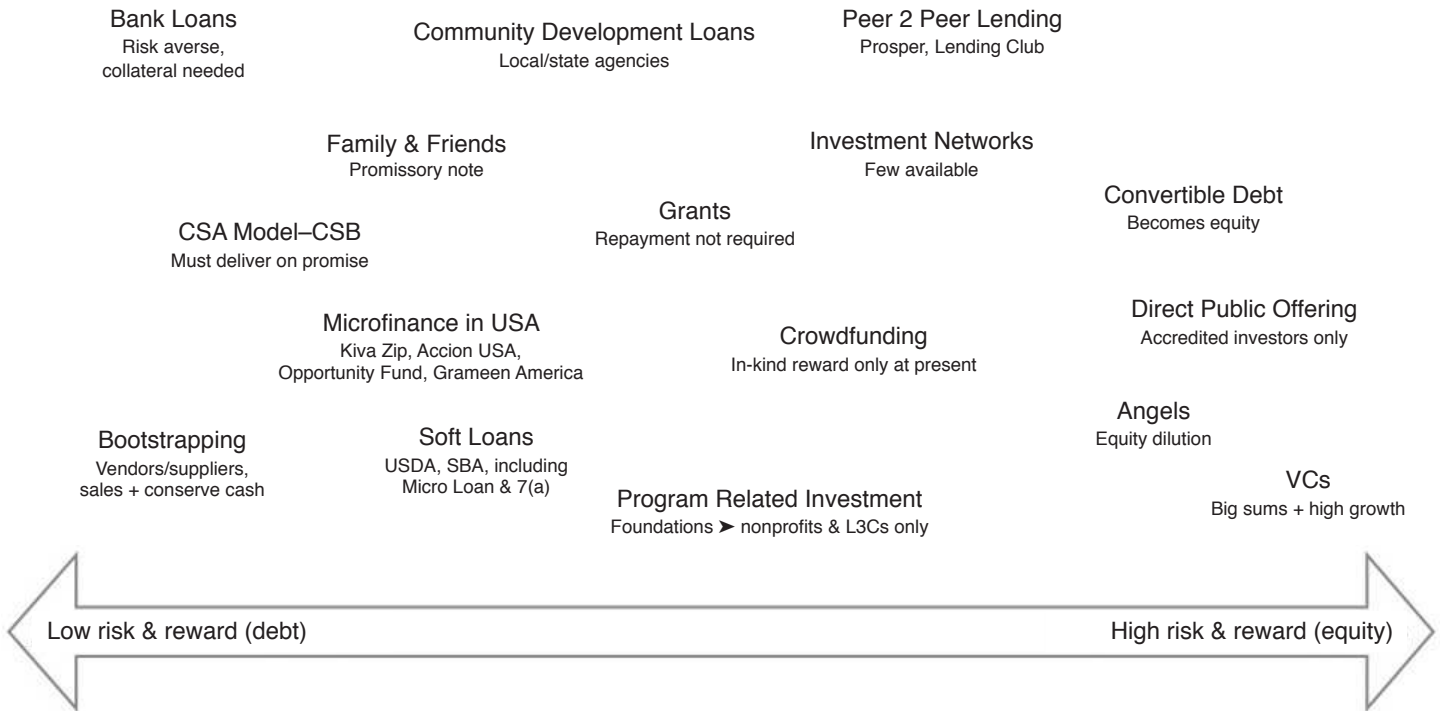 Bank Loans
Risk averse,
collateral needed
Community Development Loans
Local/state agencies
Peer 2 Peer Lending
Prosper, Lending Club
Family & Friends
Promissory note
Investment Networks
Few available
Convertible Debt
Becomes equity
Grants
Repayment not required
CSA Model–CSB
Must deliver on promise
Microfinance in USA
Kiva Zip, Accion USA,
Opportunity Fund, Grameen America
Crowdfunding
In-kind reward only at present
Direct Public Offering
Accredited investors only
Angels
Equity dilution
Bootstrapping
Vendors/suppliers,
sales + conserve cash
Soft Loans
USDA, SBA, including
Micro Loan & 7(a)
Program Related Investment
Foundations ➤ nonprofits & L3Cs only
VCs
Big sums + high growth
Low risk & reward (debt)
High risk & reward (equity)